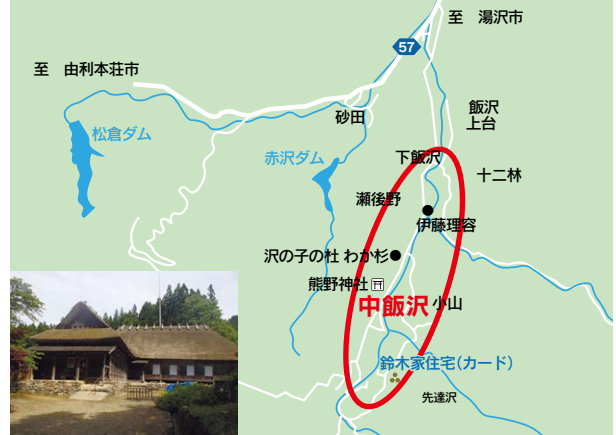 至 湯沢市
57
至 由利本荘市
砂田
飯沢
上台
松倉ダム
赤沢ダム
下飯沢
十二林
瀬後野
伊藤理容
沢の子の杜 わか杉
熊野神社
中飯沢
小山
鈴木家住宅(カード)
先達沢